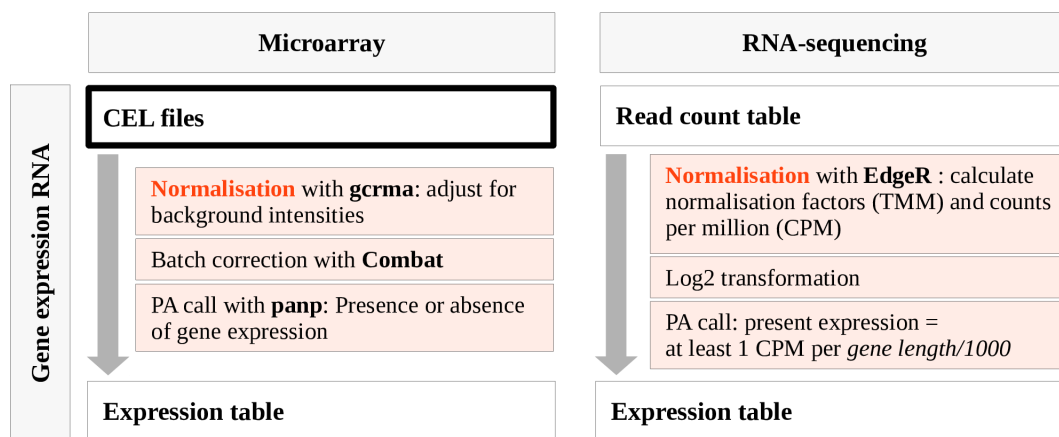 Microarray
RNA-sequencing
Gene expression RNA
CEL files
Normalisation with gcrma: adjust for
background intensities
Batch correction with Combat
PA call with panp: Presence or absence
of gene expression
Expression table
Read count table
Normalisation with EdgeR : calculate
normalisation factors (TMM) and counts
per million (CPM)
Log2 transformation
PA call: present expression =
at least 1 CPM per gene length/1000
Expression table